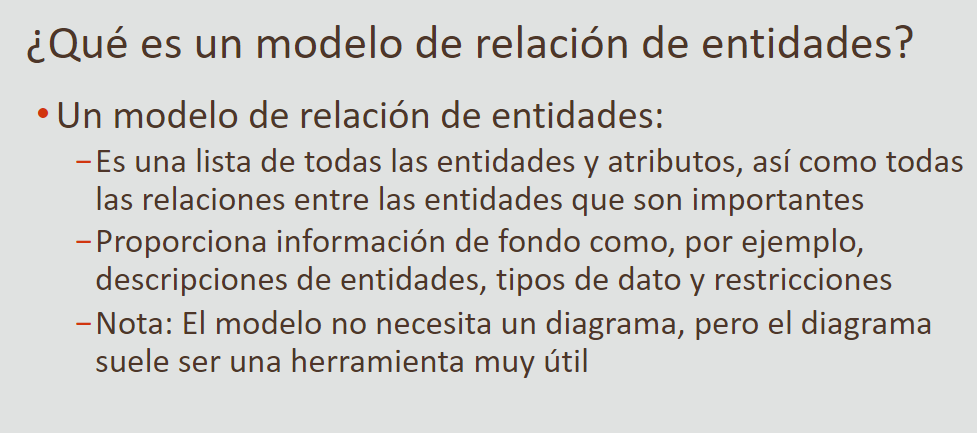 ¿Qué es un modelo de relación de entidades?
• Un modelo de relación de entidades:
–Es una lista de todas las entidades y atributos, así como todas
las relaciones entre las entidades que son importantes
–Proporciona información de fondo como, por ejemplo,
descripciones de entidades, tipos de dato y restricciones
–Nota: El modelo no necesita un diagrama, pero el diagrama
suele ser una herramienta muy útil